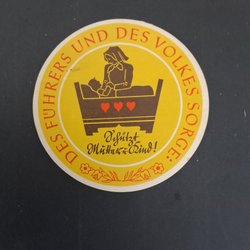 DES FÜHRERS UND DES VOLKES SORGE:
Schützt
Mutter u. Kind!